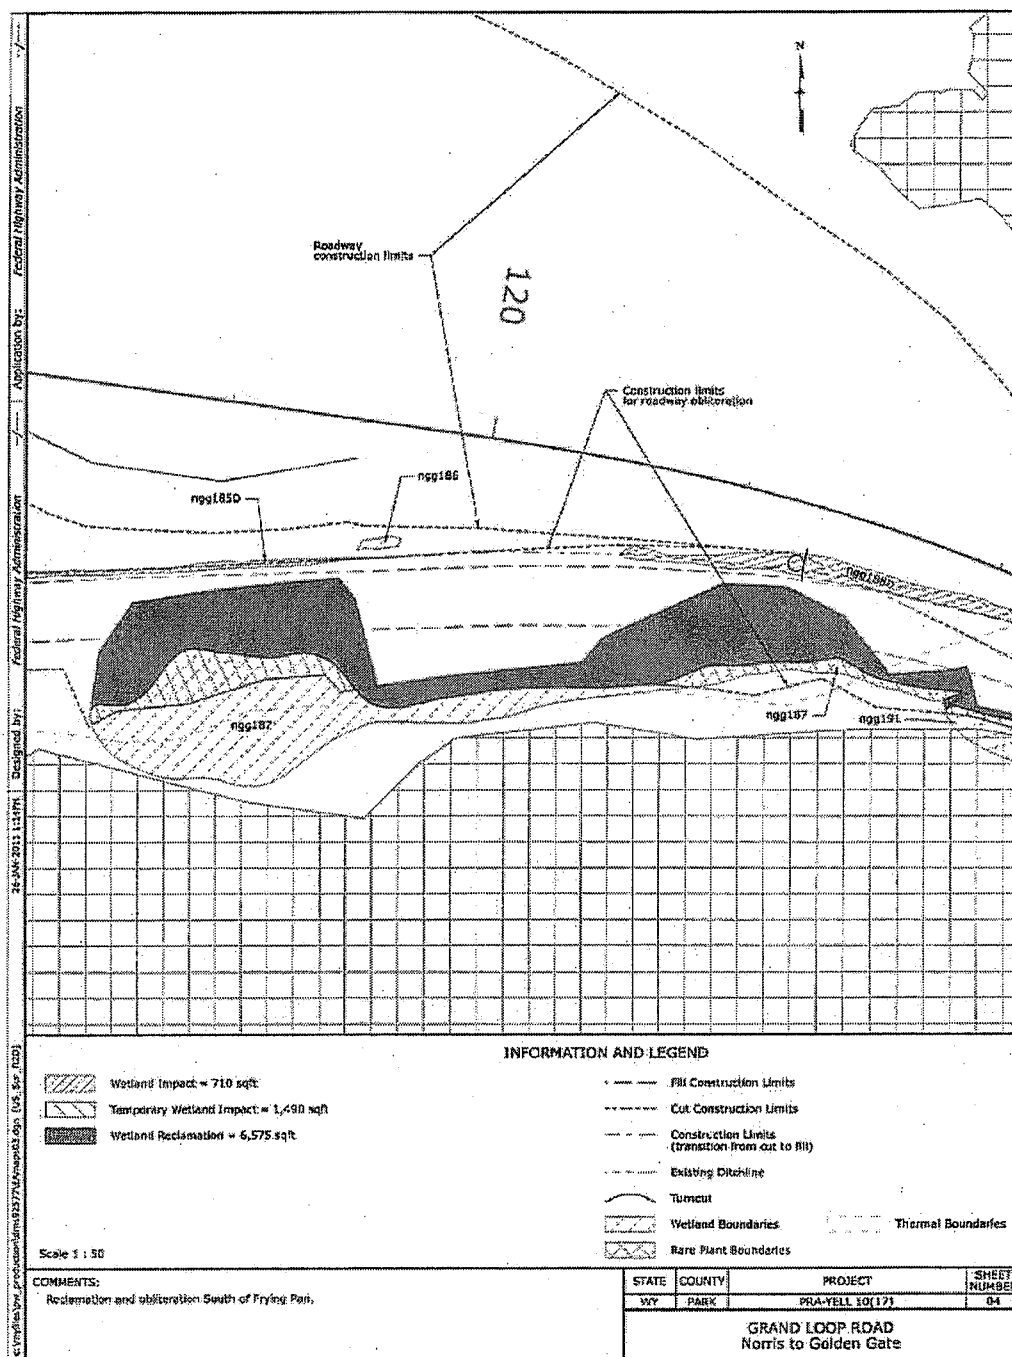 N
Roadway
construction limits
120
Construction limits
for roadway obliteration
ngg186
ngg185D
ngg187
ngg187
ngg191
Application by: Federal Highway Administration --/----
Designed by: Federal Highway Administration --/----
INFORMATION AND LEGEND
Wetland Impact = 710 sqft
Temporary Wetland Impact = 1,490 sqft
Wetland Reclamation = 6,575 sqft
Fill Construction Limits
Cut Construction Limits
Construction Limits
(transition from cut to fill)
Existing Ditchline
Turnout
Wetland Boundaries
Thermal Boundaries
Rare Plant Boundaries
Scale 1 : 50
COMMENTS:
Reclamation and obliteration South of Frying Pan.
STATE COUNTY PROJECT SHEET NUMBER
WY PARK PRA-YELL 10(17) 04
GRAND LOOP ROAD
Norris to Golden Gate